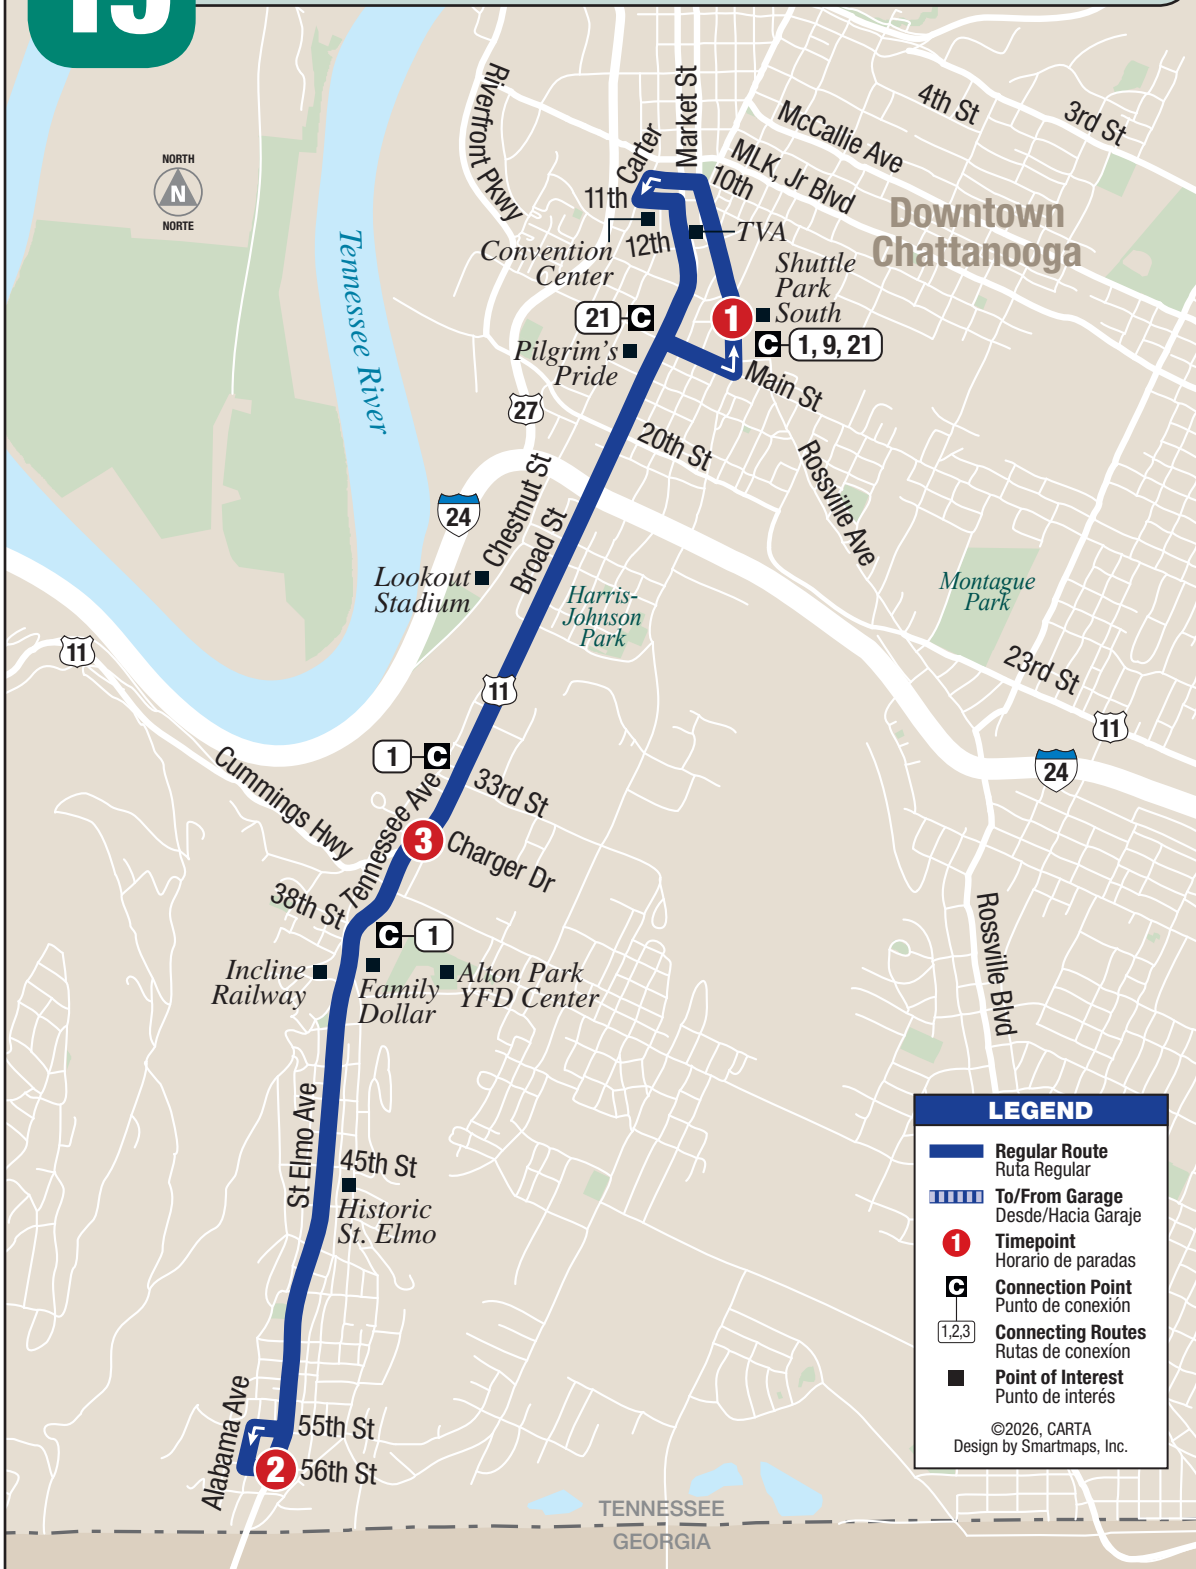 15
NORTH
N
NORTE
Riverfront Pkwy
Market St
4th St
3rd St
McCallie Ave
MLK, Jr Blvd
Carter
10th
11th
12th
Downtown
Chattanooga
Convention
Center
TVA
Shuttle
Park
South
Tennessee River
21
C
1
C
1, 9, 21
Pilgrim's
Pride
Main St
27
20th St
Rossville Ave
24
Chestnut St
Broad St
Lookout
Stadium
Harris-
Johnson
Park
Montague
Park
11
23rd St
11
11
24
1
C
Cummings Hwy
Tennessee Ave
33rd St
3
Charger Dr
38th St
C
1
Rossville Blvd
Incline
Railway
Family
Dollar
Alton Park
YFD Center
St Elmo Ave
45th St
Historic
St. Elmo
Alabama Ave
55th St
2
56th St
TENNESSEE
GEORGIA
LEGEND
Regular Route
Ruta Regular
To/From Garage
Desde/Hacia Garaje
1
Timepoint
Horario de paradas
C
Connection Point
Punto de conexión
1,2,3
Connecting Routes
Rutas de conexíon
Point of Interest
Punto de interés
©2026, CARTA
Design by Smartmaps, Inc.